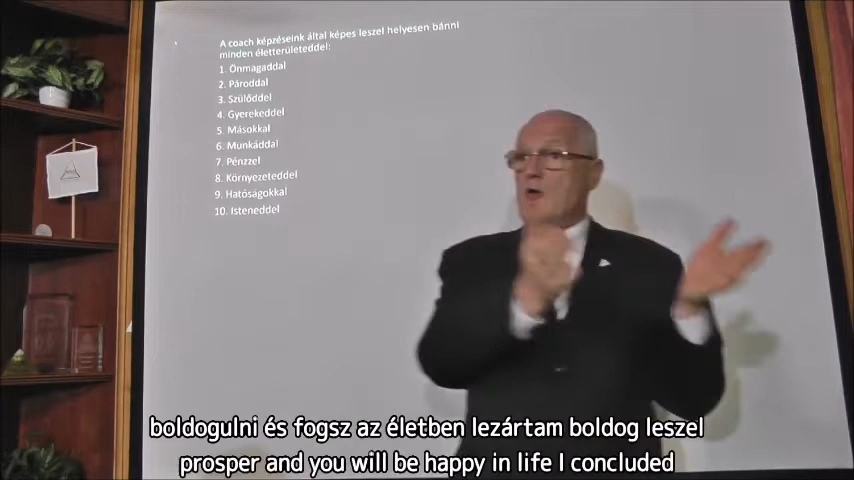 A coach képzéseink által képes leszel helyesen bánni
minden életterületeddel:
1. Önmagaddal
2. Pároddal
3. Szülőddel
4. Gyerekeddel
5. Másokkal
6. Munkáddal
7. Pénzzel
8. Környezeteddel
9. Hatóságokkal
10. Isteneddel
boldogulni és fogsz az életben lezártam boldog leszel
prosper and you will be happy in life I concluded